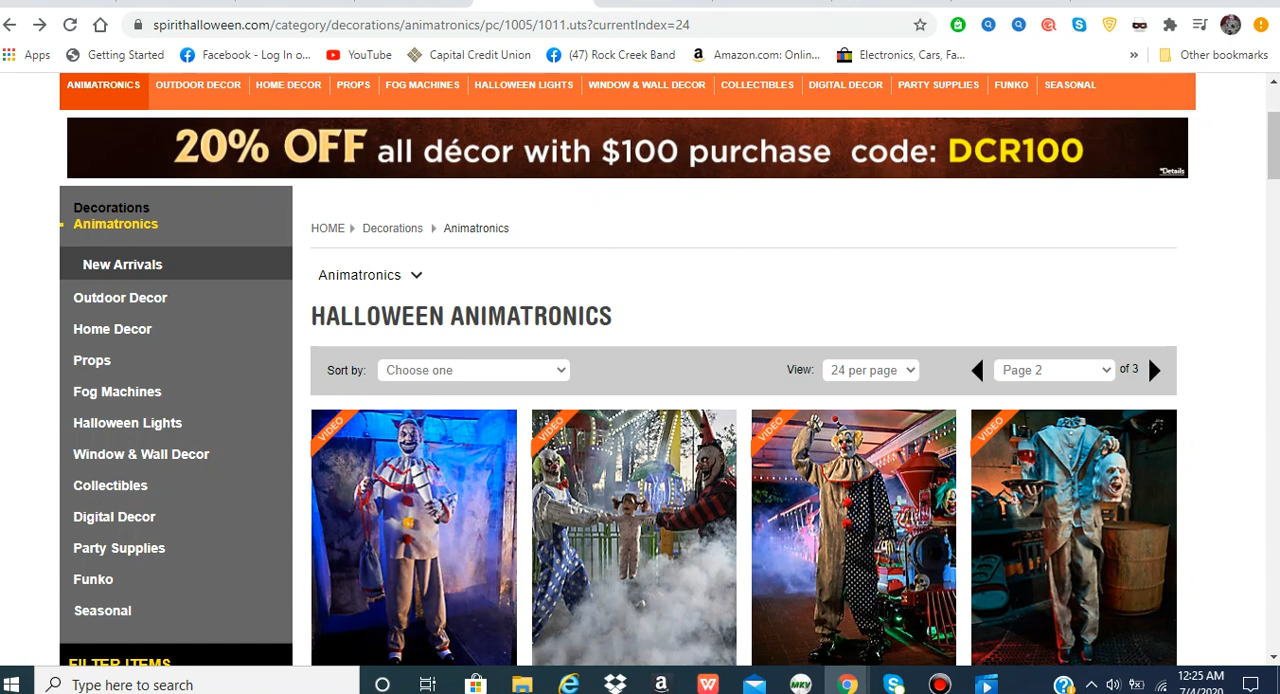 spirithalloween.com/category/decorations/animatronics/pc/1005/1011.uts?currentIndex=24
Apps Getting Started Facebook - Log In o... YouTube Capital Credit Union (47) Rock Creek Band Amazon.com: Onlin... Electronics, Cars, Fa... » Other bookmarks
ANIMATRONICS OUTDOOR DECOR HOME DECOR PROPS FOG MACHINES HALLOWEEN LIGHTS WINDOW & WALL DECOR COLLECTIBLES DIGITAL DECOR PARTY SUPPLIES FUNKO SEASONAL
20% OFF all décor with $100 purchase code: DCR100
*Details
Decorations
Animatronics
New Arrivals
Outdoor Decor
Home Decor
Props
Fog Machines
Halloween Lights
Window & Wall Decor
Collectibles
Digital Decor
Party Supplies
Funko
Seasonal
FILTER ITEMS
HOME Decorations Animatronics
Animatronics
HALLOWEEN ANIMATRONICS
Sort by: Choose one View: 24 per page Page 2 of 3
VIDEO VIDEO VIDEO VIDEO
Type here to search
MKV
12:25 AM